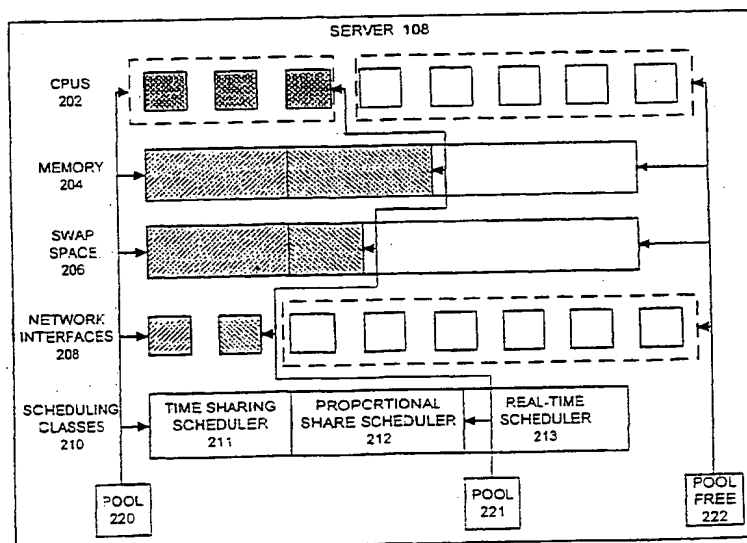 SERVER 108
CPUS
202
MEMORY
204
SWAP
SPACE
206
NETWORK
INTERFACES
208
SCHEDULING
CLASSES
210
TIME SHARING
SCHEDULER
211
PROPORTIONAL
SHARE SCHEDULER
212
REAL-TIME
SCHEDULER
213
POOL
220
POOL
221
POOL
FREE
222